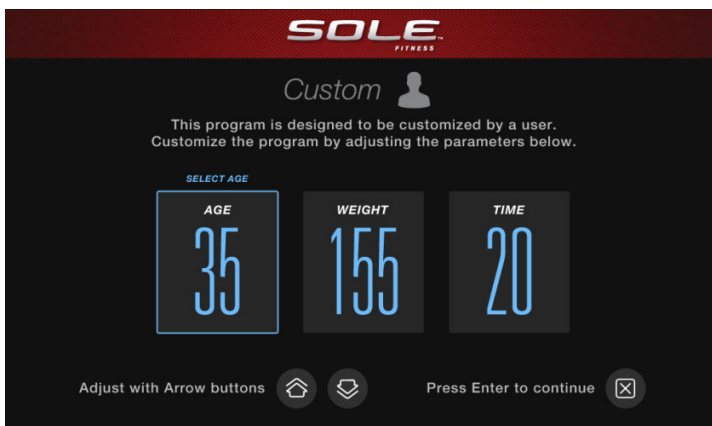 SOLE™
FITNESS
Custom
This program is designed to be customized by a user.
Customize the program by adjusting the parameters below.
SELECT AGE
AGE
35
WEIGHT
155
TIME
20
Adjust with Arrow buttons
Press Enter to continue